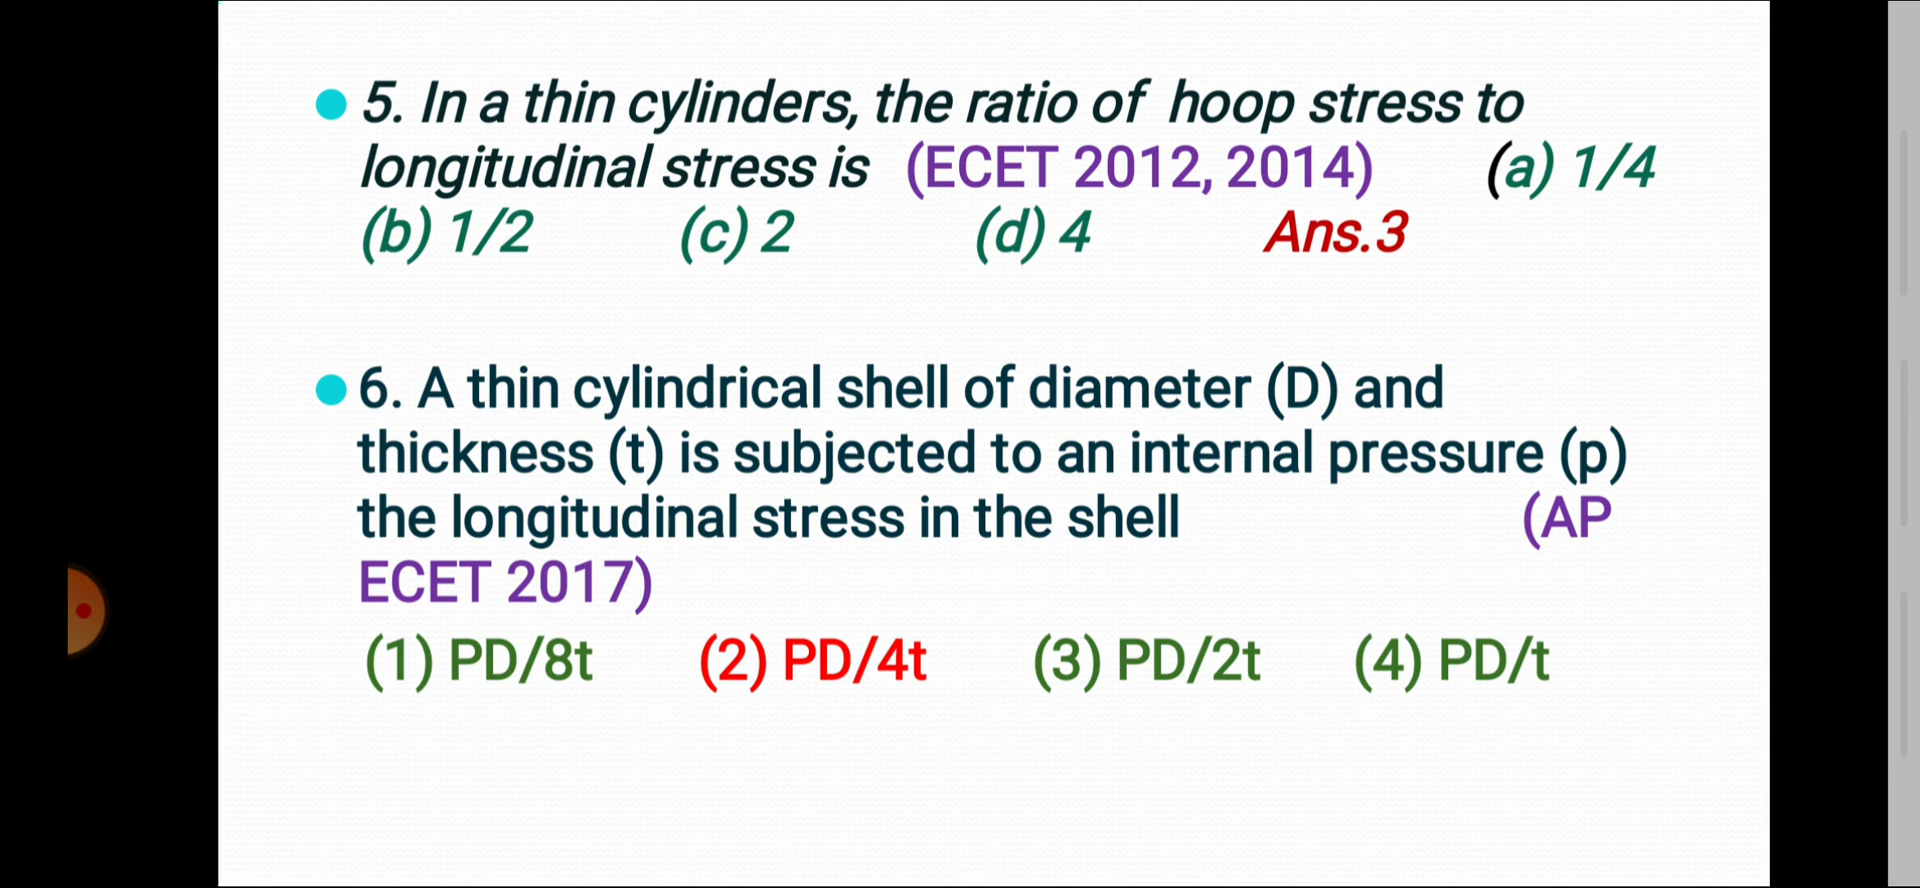 5. In a thin cylinders, the ratio of hoop stress to
longitudinal stress is (ECET 2012, 2014) (a) 1/4
(b) 1/2 (c) 2 (d) 4 Ans.3
6. A thin cylindrical shell of diameter (D) and
thickness (t) is subjected to an internal pressure (p)
the longitudinal stress in the shell (AP
ECET 2017)
(1) PD/8t (2) PD/4t (3) PD/2t (4) PD/t